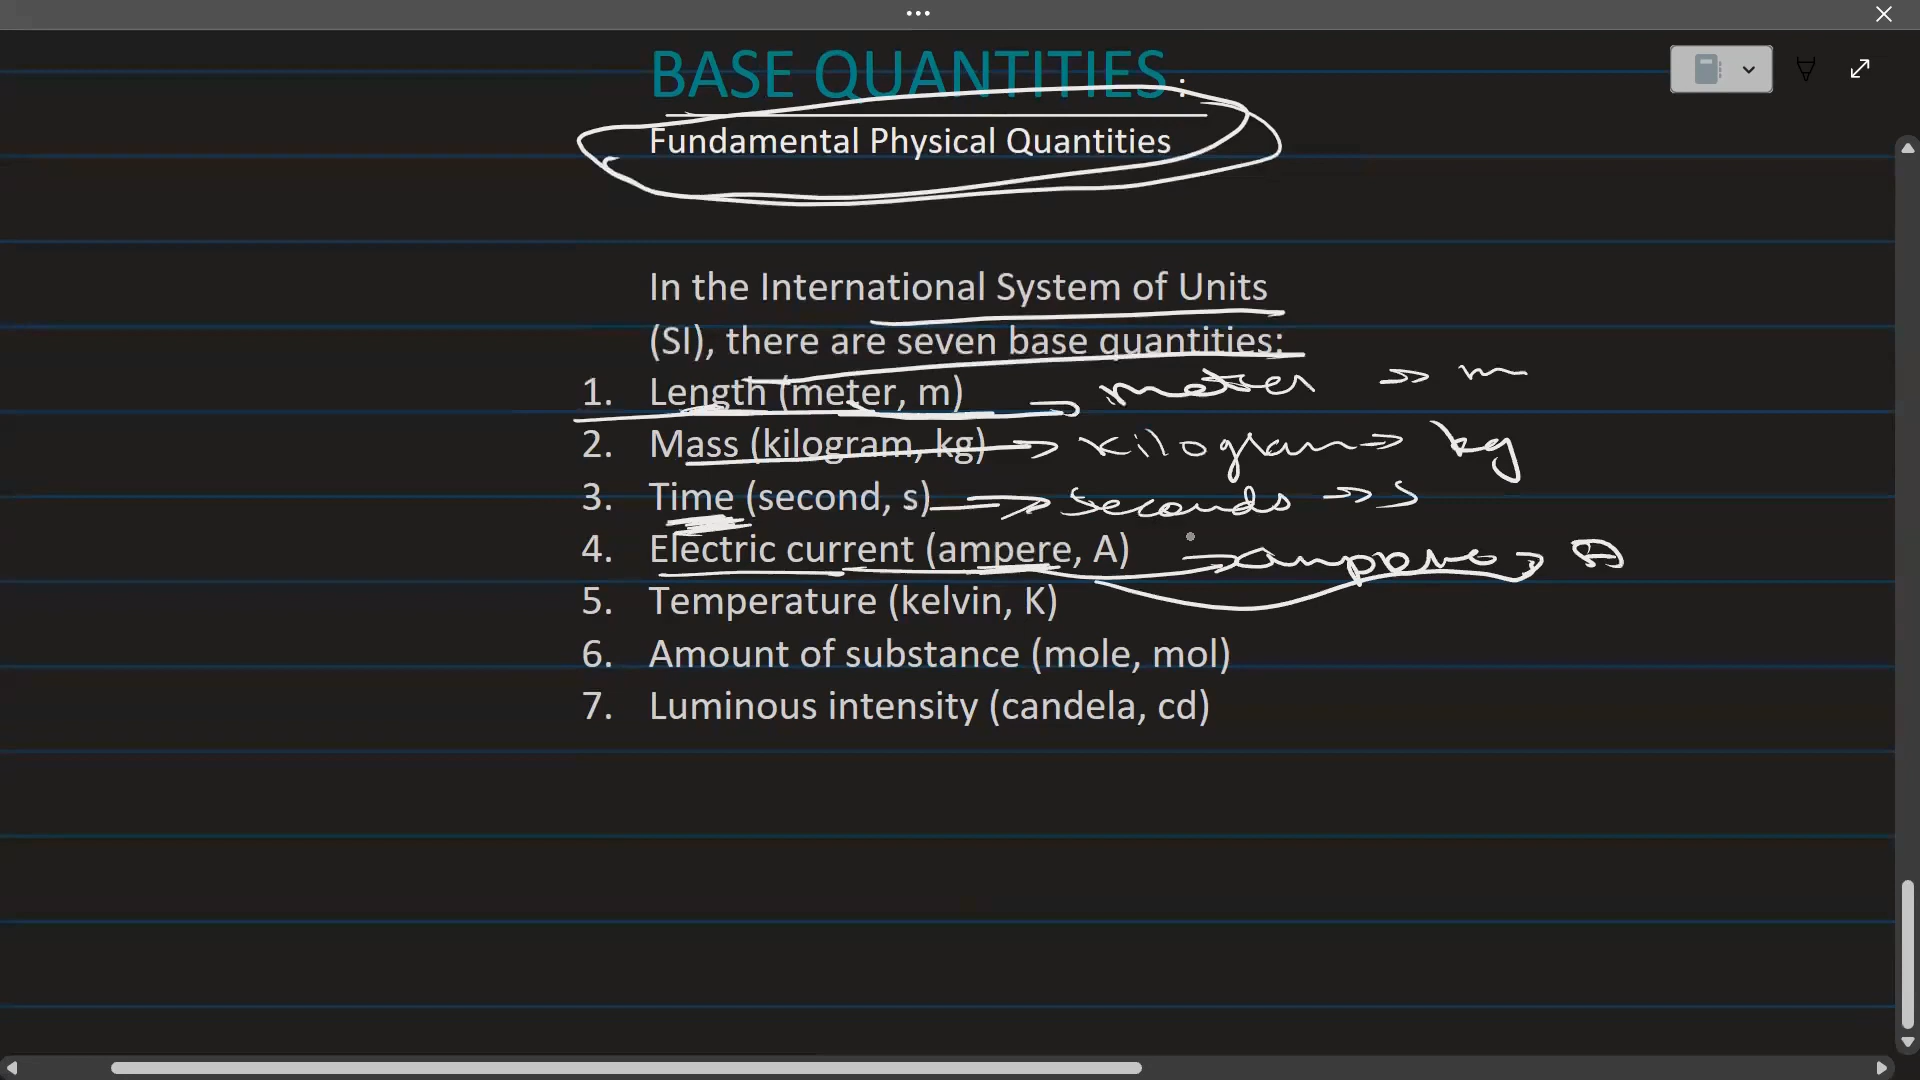 BASE QUANTITIES :
Fundamental Physical Quantities
In the International System of Units
(SI), there are seven base quantities:
1. Length (meter, m) ⇒ meter ⇒ m
2. Mass (kilogram, kg) → kilogram → kg
3. Time (second, s) ⇒ seconds ⇒ s
4. Electric current (ampere, A) ⇒ ampere → A
5. Temperature (kelvin, K)
6. Amount of substance (mole, mol)
7. Luminous intensity (candela, cd)